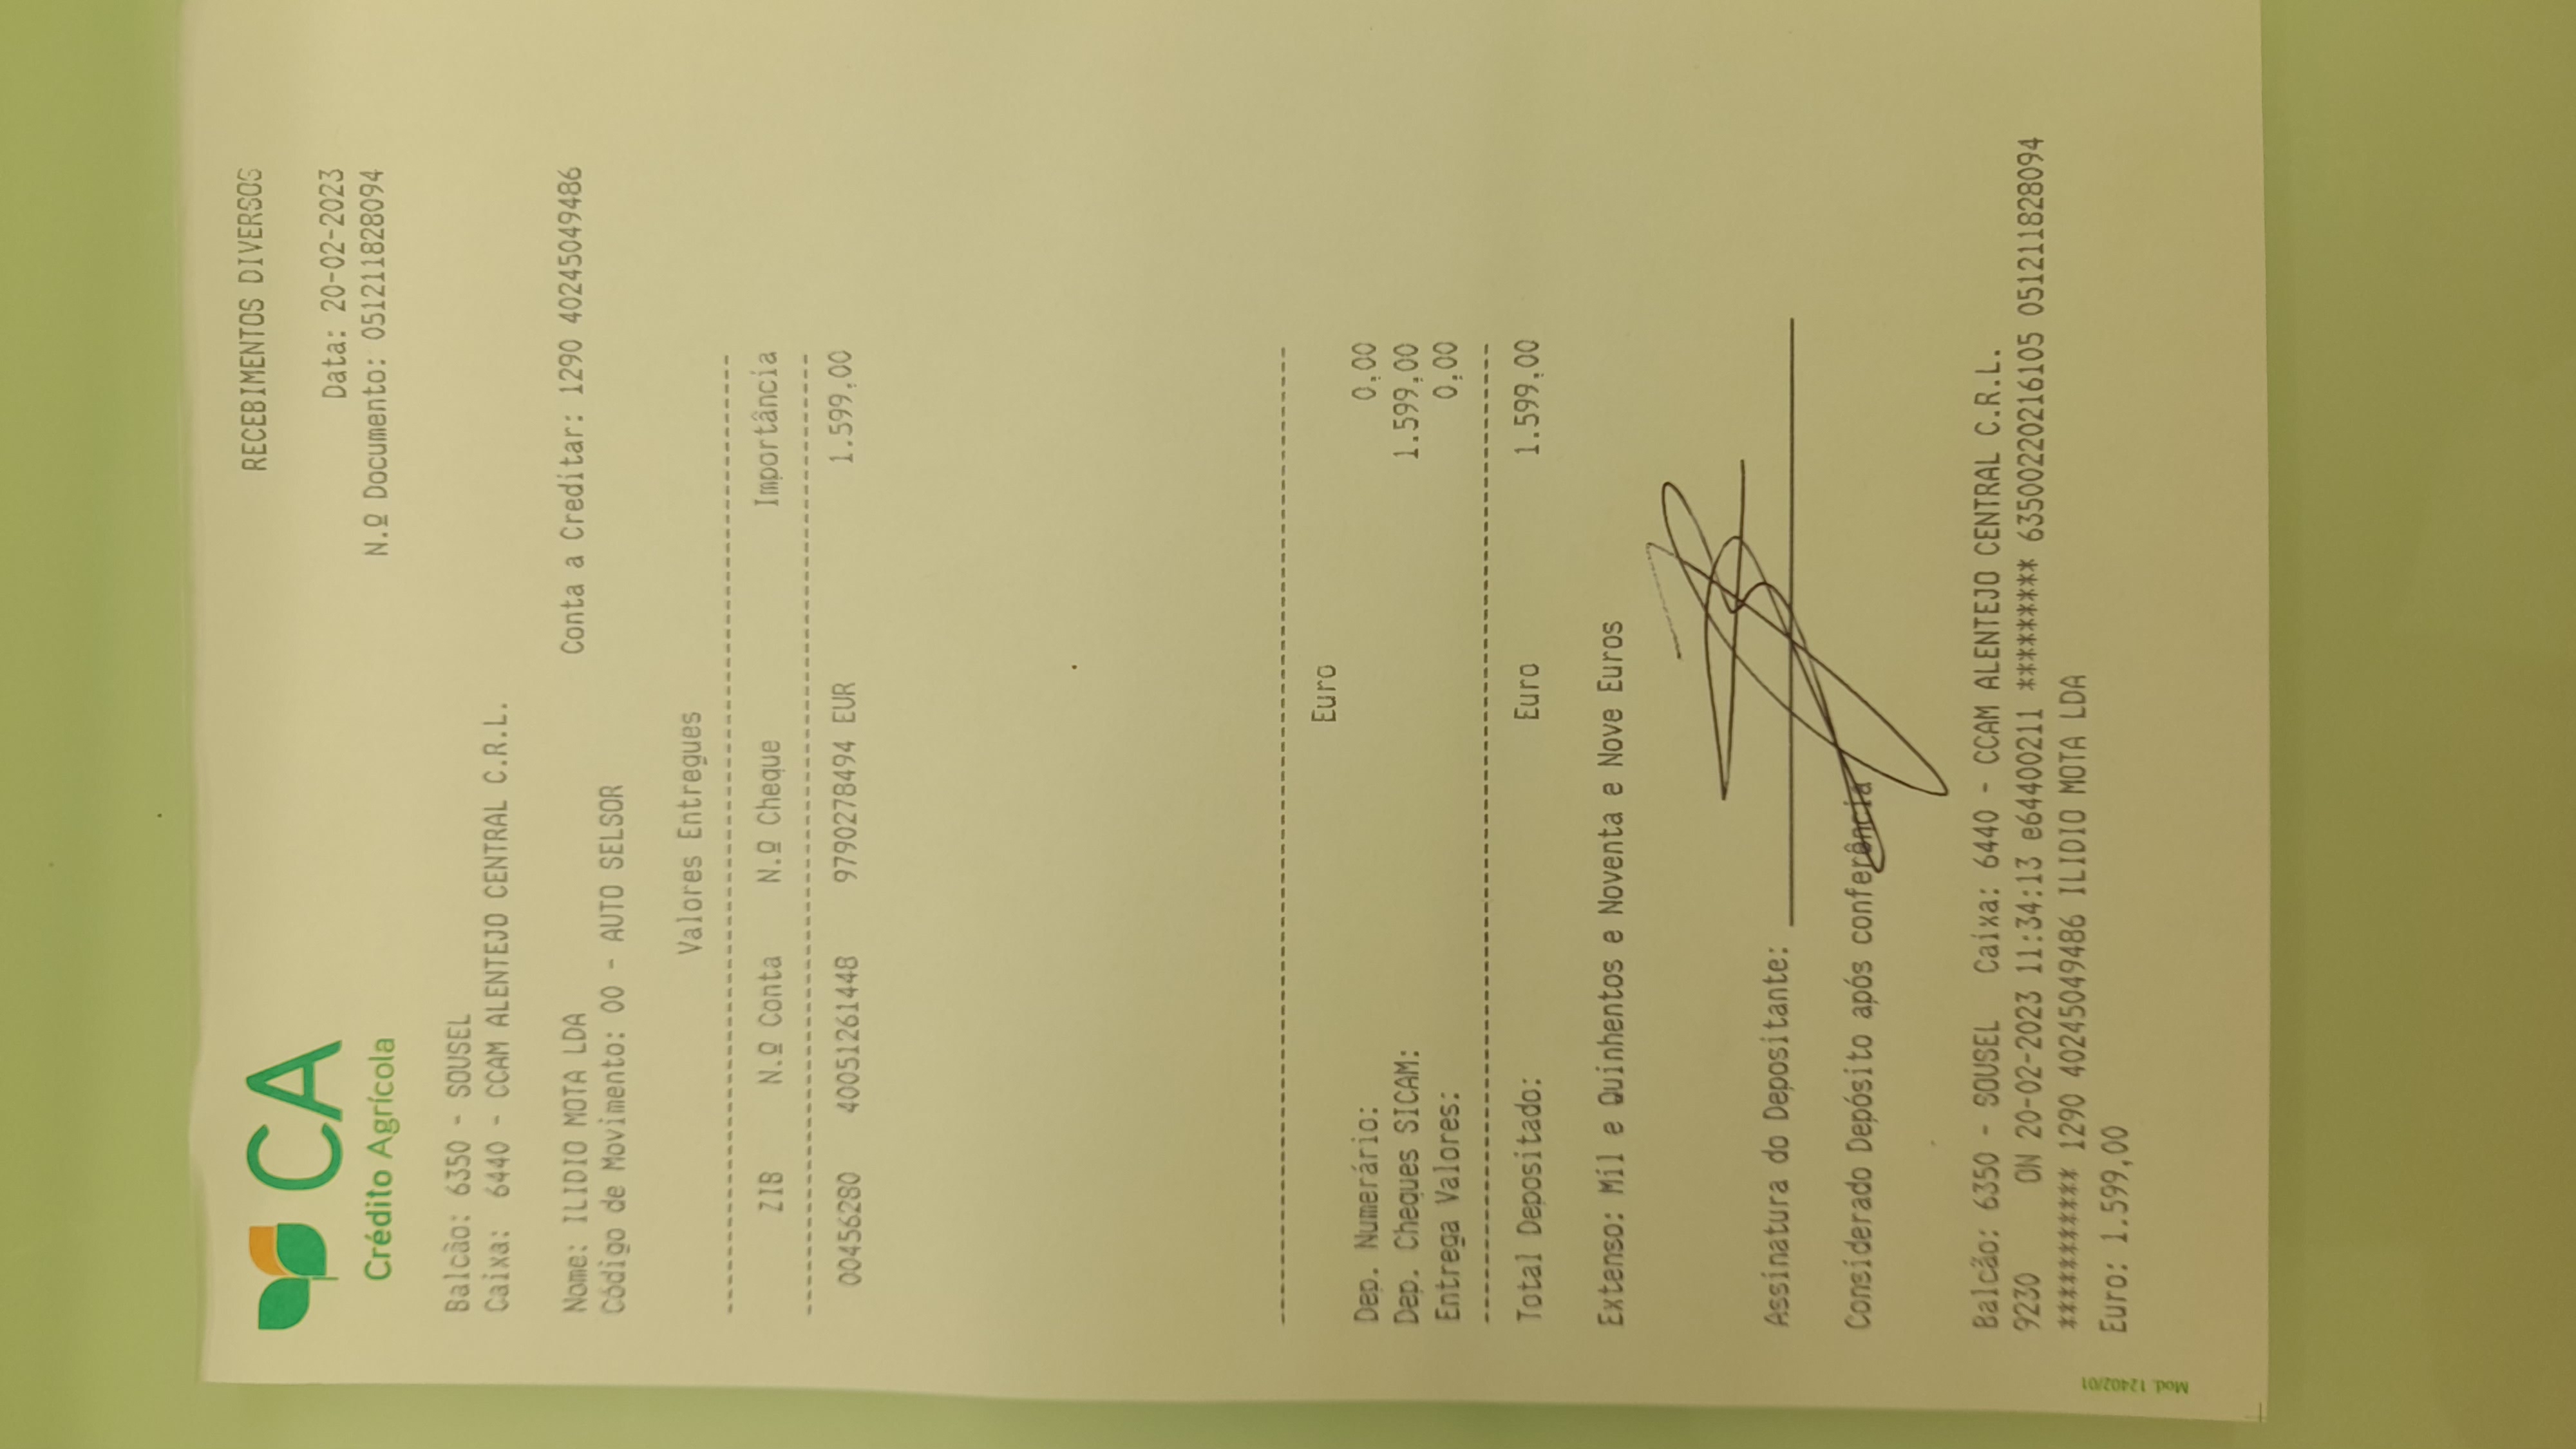 CA
Crédito Agrícola
RECEBIMENTOS DIVERSOS
Data: 20-02-2023
N.º Documento: 051211828094
Balcão: 6350 - SOUSEL
Caixa: 6440 - CCAM ALENTEJO CENTRAL C.R.L.
Nome: ILIDIO MOTA LDA Conta a Creditar: 1290 40245049486
Código de Movimento: 00 - AUTO SELSOR
Valores Entregues
ZIB N.º Conta N.º Cheque Importância
00456280 40051261448 9790278494 EUR 1.599,00
Euro
Dep. Numerário: 0,00
Dep. Cheques SICAM: 1.599,00
Entrega Valores: 0,00
Total Depositado: Euro 1.599,00
Extenso: Mil e Quinhentos e Noventa e Nove Euros
Assinatura do Depositante:
Considerado Depósito após conferência
Balcão: 6350 - SOUSEL Caixa: 6440 - CCAM ALENTEJO CENTRAL C.R.L.
9230 ON 20-02-2023 11:34:13 e64400211 ********* 635002202216105 051211828094
*********** 1290 40245049486 ILIDIO MOTA LDA
Euro: 1.599,00
Mod. 12402/01